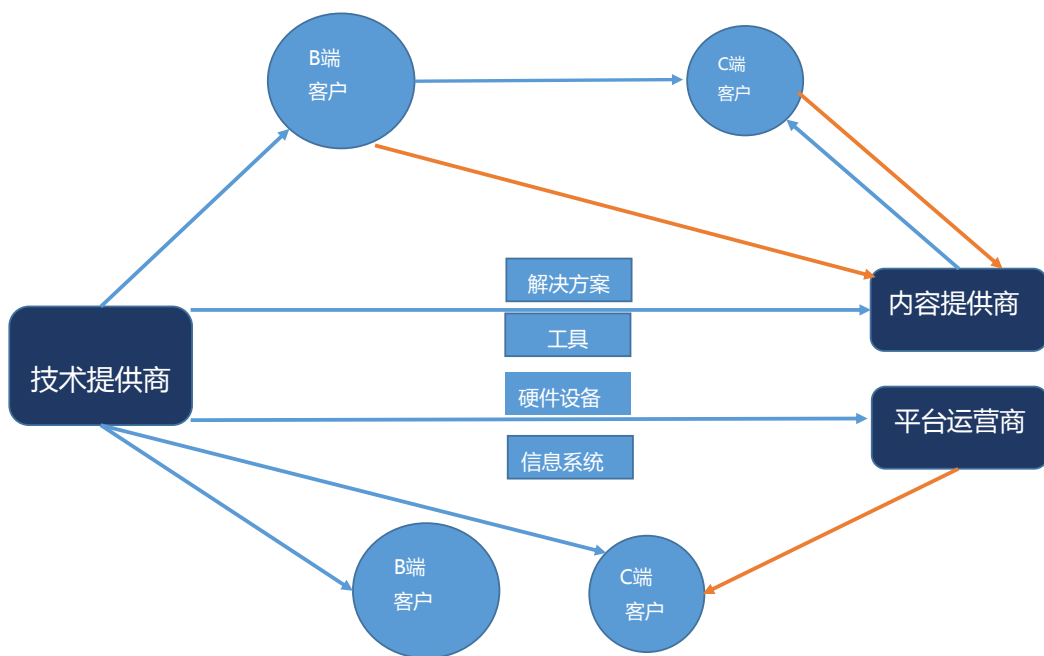 B端
客户
C端
客户
解决方案
内容提供商
工具
技术提供商
硬件设备
平台运营商
信息系统
B端
客户
C端
客户